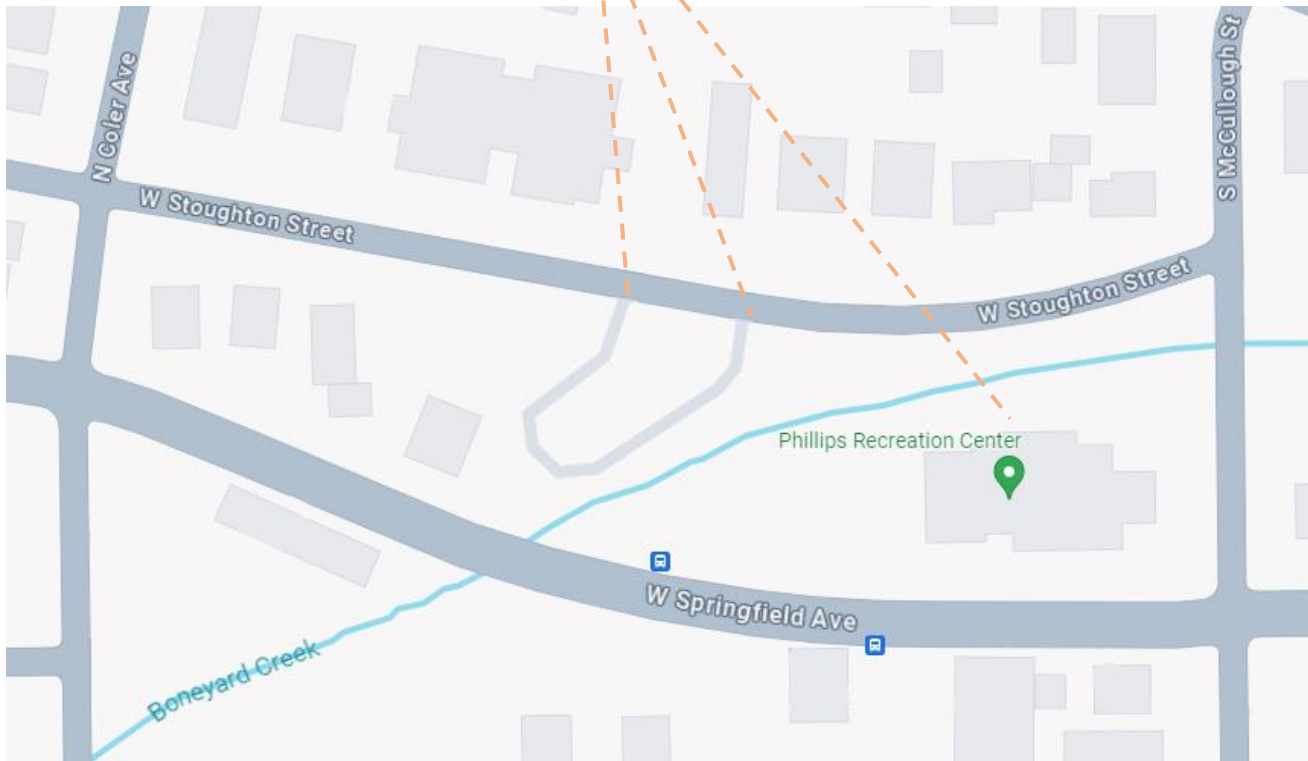 N Coler Ave
S McCullough St
W Stoughton Street
W Stoughton Street
Phillips Recreation Center
W Springfield Ave
Boneyard Creek